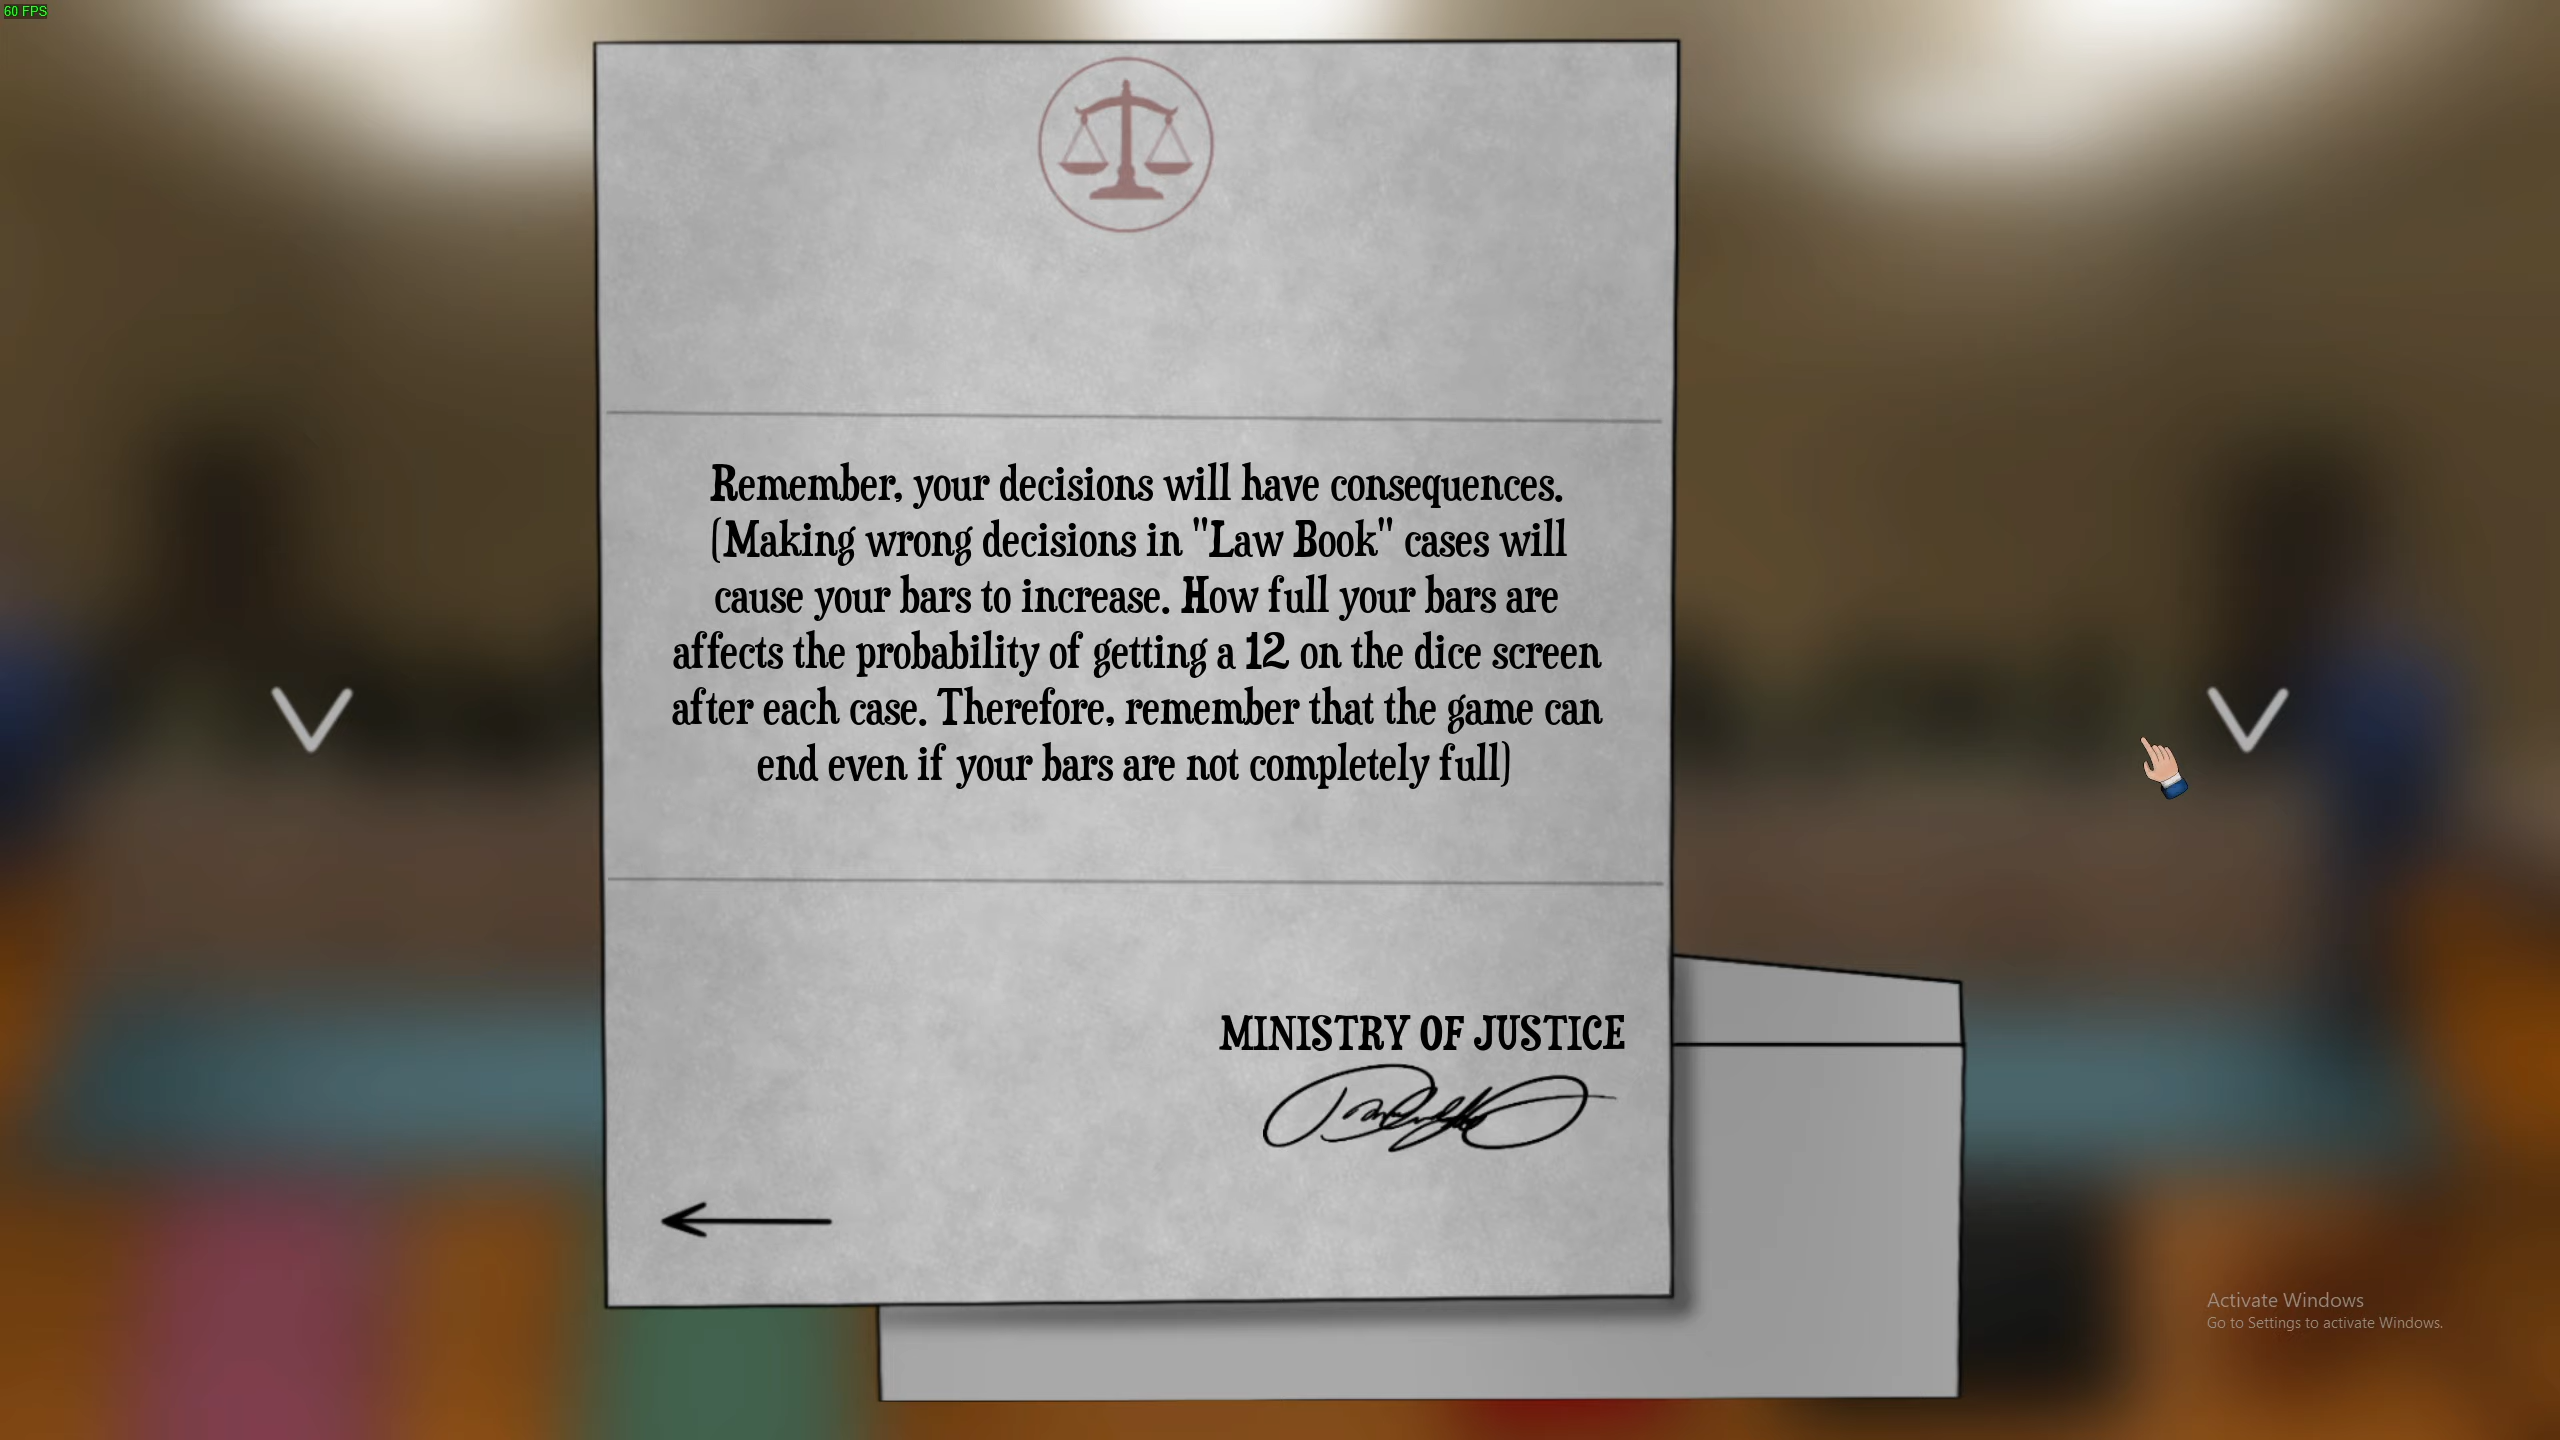 60 FPS
Remember, your decisions will have consequences.
(Making wrong decisions in "Law Book" cases will
cause your bars to increase. How full your bars are
affects the probability of getting a 12 on the dice screen
after each case. Therefore, remember that the game can
end even if your bars are not completely full)
MINISTRY OF JUSTICE
Activate Windows
Go to Settings to activate Windows.